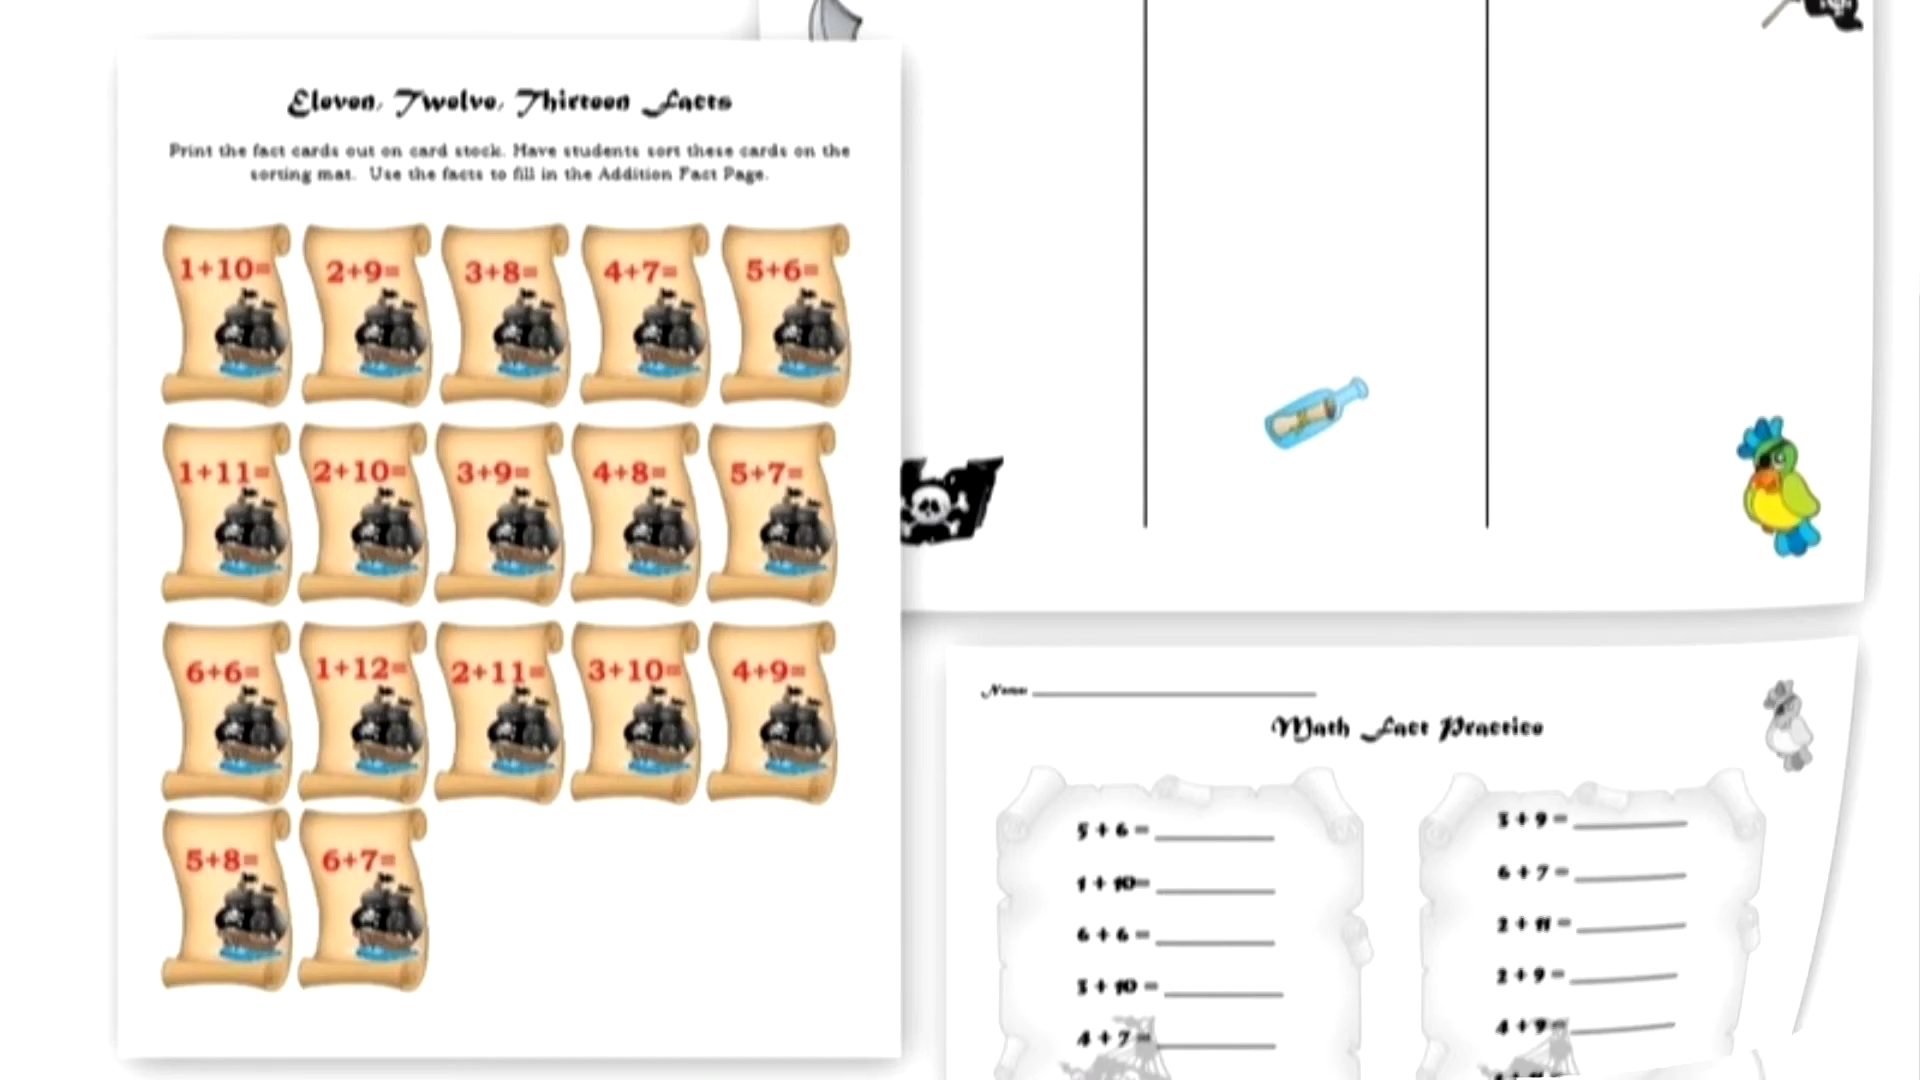 Eleven, Twelve, Thirteen Facts
Print the fact cards out on card stock. Have students sort these cards on the
sorting mat. Use the facts to fill in the Addition Fact Page.
1+10= 2+9= 3+8= 4+7= 5+6=
1+11= 2+10= 3+9= 4+8= 5+7=
6+6= 1+12= 2+11= 3+10= 4+9=
5+8= 6+7=
Name
Math Fact Practice
5 + 6 =
1 + 10=
6 + 6 =
3 + 10 =
4 + 7 =
3 + 9 =
6 + 7 =
2 + 11 =
2 + 9 =
4 + 9=